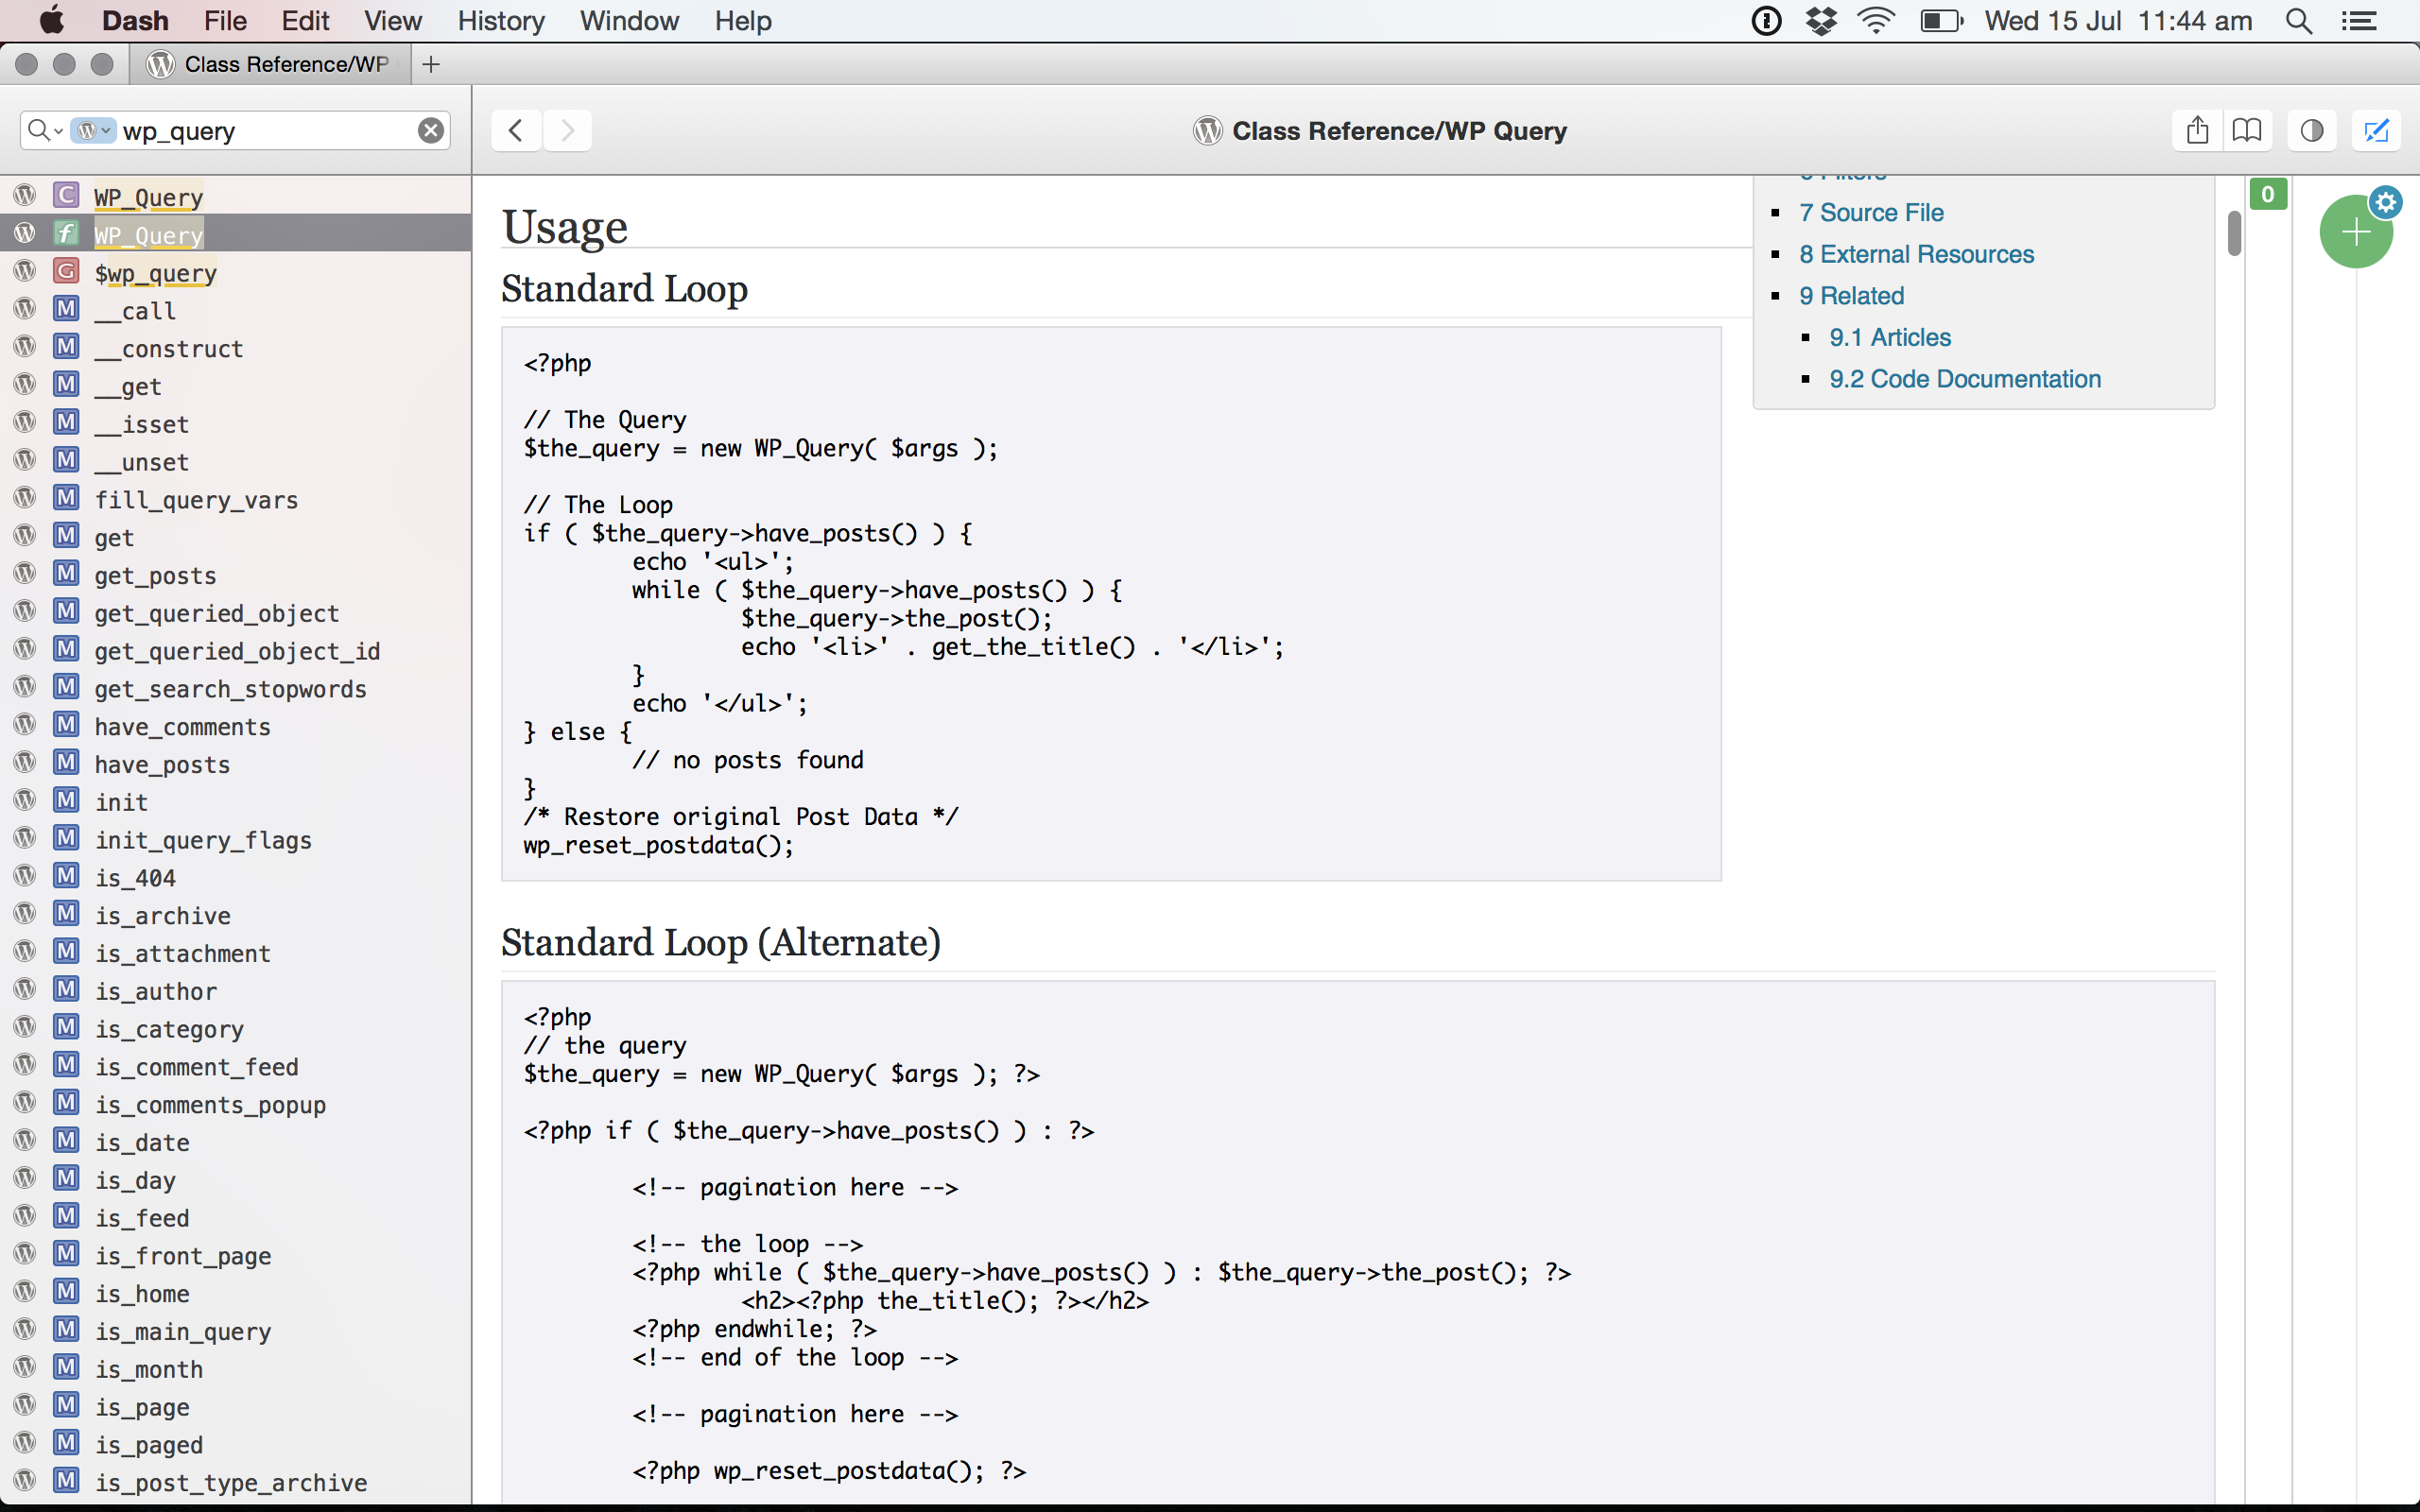 Dash File Edit View History Window Help Wed 15 Jul 11:44 am
Class Reference/WP
wp_query
Class Reference/WP Query
WP_Query
WP_Query
$wp_query
__call
__construct
__get
__isset
__unset
fill_query_vars
get
get_posts
get_queried_object
get_queried_object_id
get_search_stopwords
have_comments
have_posts
init
init_query_flags
is_404
is_archive
is_attachment
is_author
is_category
is_comment_feed
is_comments_popup
is_date
is_day
is_feed
is_front_page
is_home
is_main_query
is_month
is_page
is_paged
is_post_type_archive
Usage
Standard Loop
<?php
// The Query
$the_query = new WP_Query( $args );
// The Loop
if ( $the_query->have_posts() ) {
echo '<ul>';
while ( $the_query->have_posts() ) {
$the_query->the_post();
echo '<li>' . get_the_title() . '</li>';
}
echo '</ul>';
} else {
// no posts found
}
/* Restore original Post Data */
wp_reset_postdata();
Standard Loop (Alternate)
<?php
// the query
$the_query = new WP_Query( $args ); ?>
<?php if ( $the_query->have_posts() ) : ?>
<!-- pagination here -->
<!-- the loop -->
<?php while ( $the_query->have_posts() ) : $the_query->the_post(); ?>
<h2><?php the_title(); ?></h2>
<?php endwhile; ?>
<!-- end of the loop -->
<!-- pagination here -->
<?php wp_reset_postdata(); ?>
7 Source File
8 External Resources
9 Related
9.1 Articles
9.2 Code Documentation
0